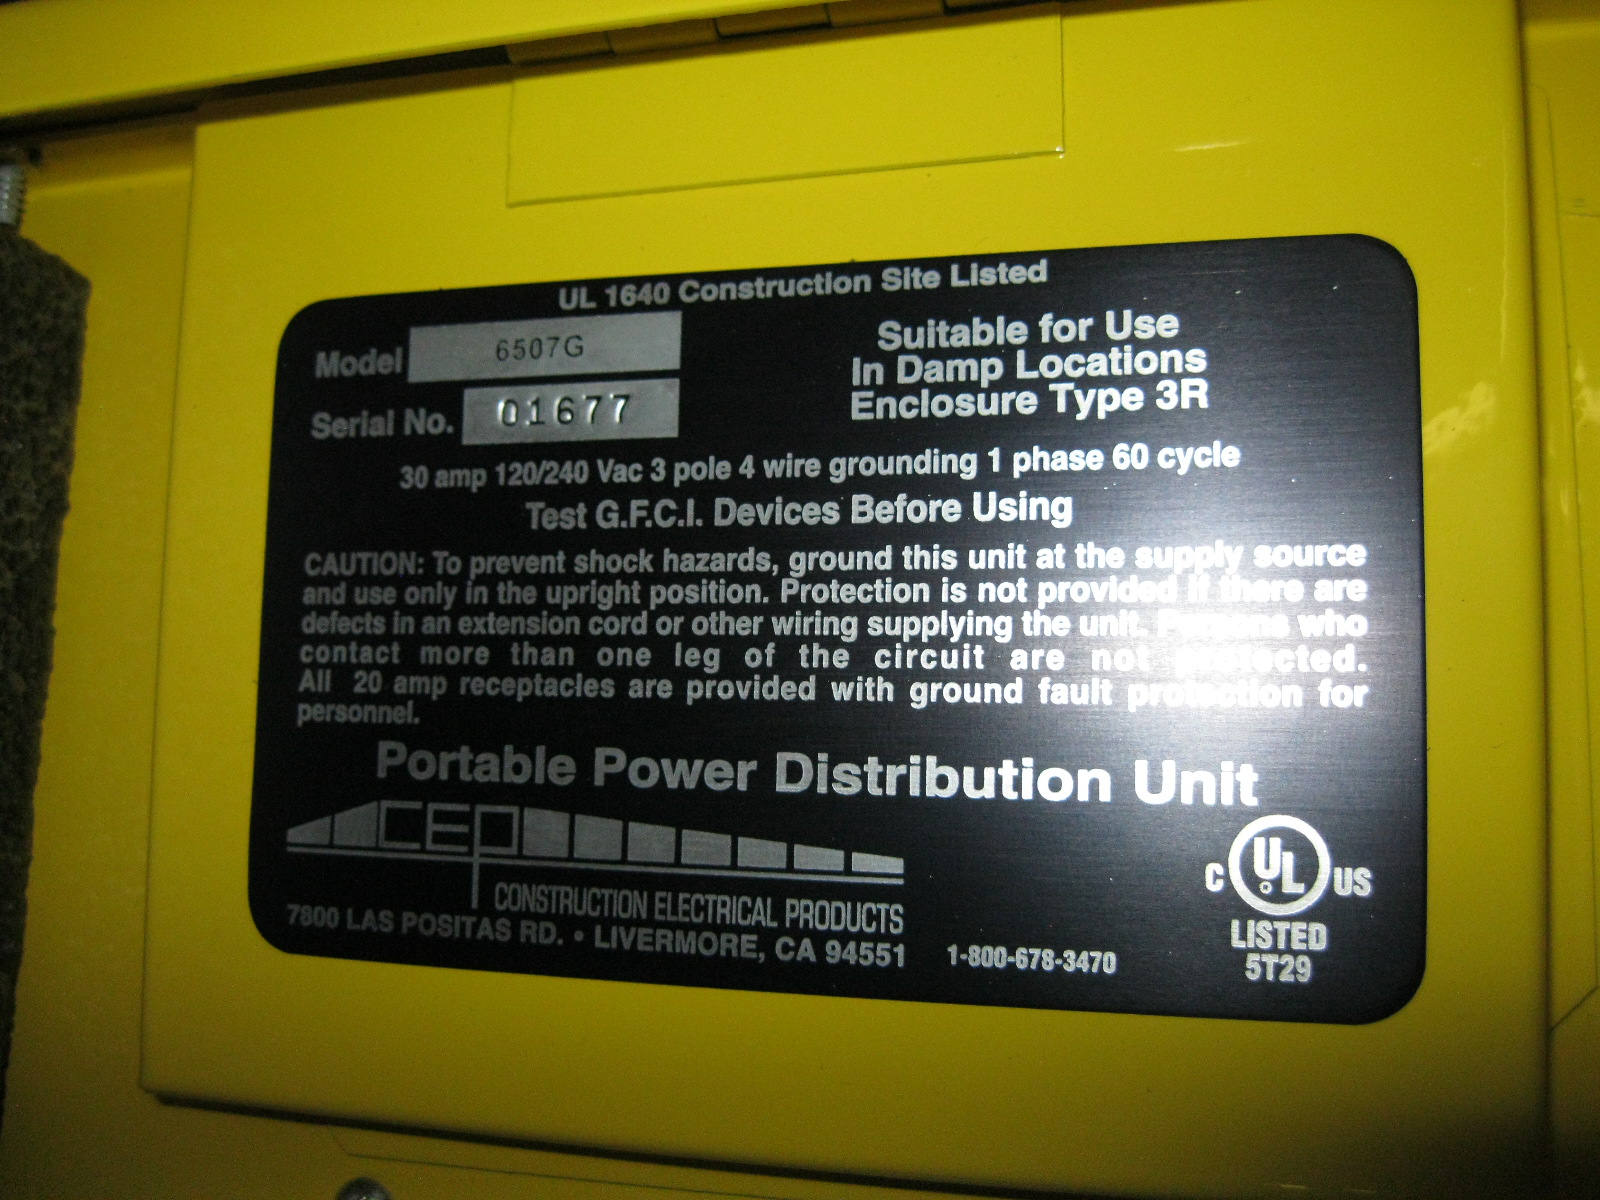 UL 1640 Construction Site Listed
Model 6507G
Serial No. 01677
Suitable for Use
In Damp Locations
Enclosure Type 3R
30 amp 120/240 Vac 3 pole 4 wire grounding 1 phase 60 cycle
Test G.F.C.I. Devices Before Using
CAUTION: To prevent shock hazards, ground this unit at the supply source
and use only in the upright position. Protection is not provided if there are
defects in an extension cord or other wiring supplying the unit. Persons who
contact more than one leg of the circuit are not protected.
All 20 amp receptacles are provided with ground fault protection for
personnel.
Portable Power Distribution Unit
CEP
CONSTRUCTION ELECTRICAL PRODUCTS
7800 LAS POSITAS RD. • LIVERMORE, CA 94551 1-800-678-3470
C UL US
LISTED
5T29